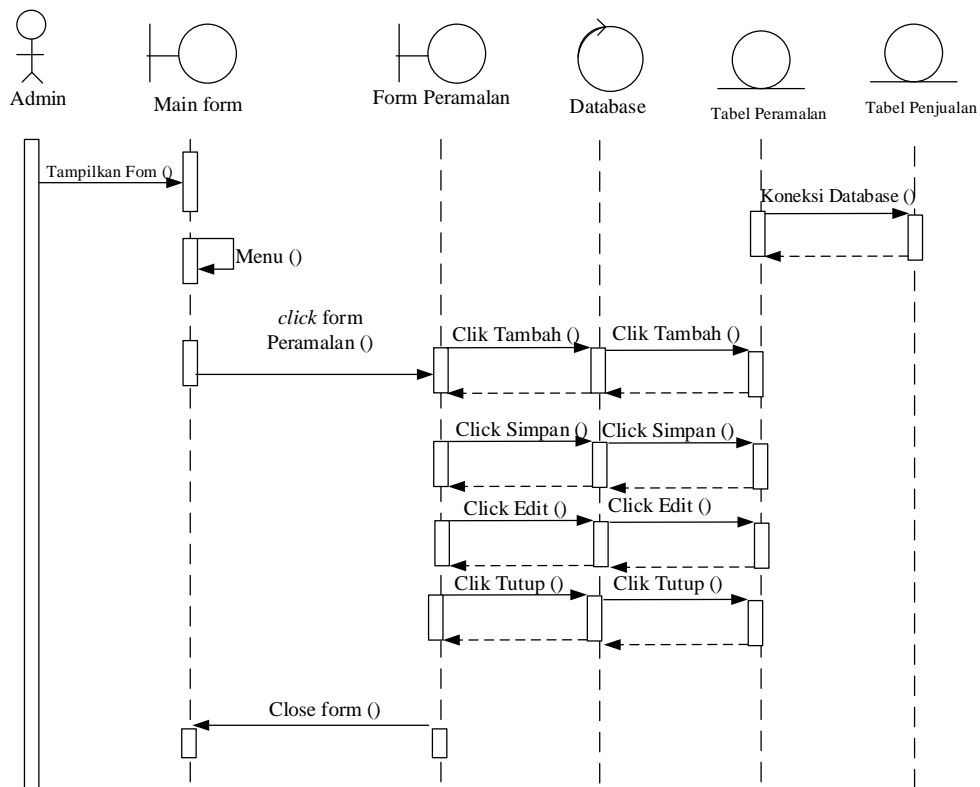 Admin
Main form
Form Peramalan
Database
Tabel Peramalan
Tabel Penjualan
Tampilkan Fom ()
Koneksi Database ()
Menu ()
click form
Peramalan ()
Clik Tambah ()
Clik Tambah ()
Click Simpan ()
Click Simpan ()
Click Edit ()
Click Edit ()
Clik Tutup ()
Clik Tutup ()
Close form ()